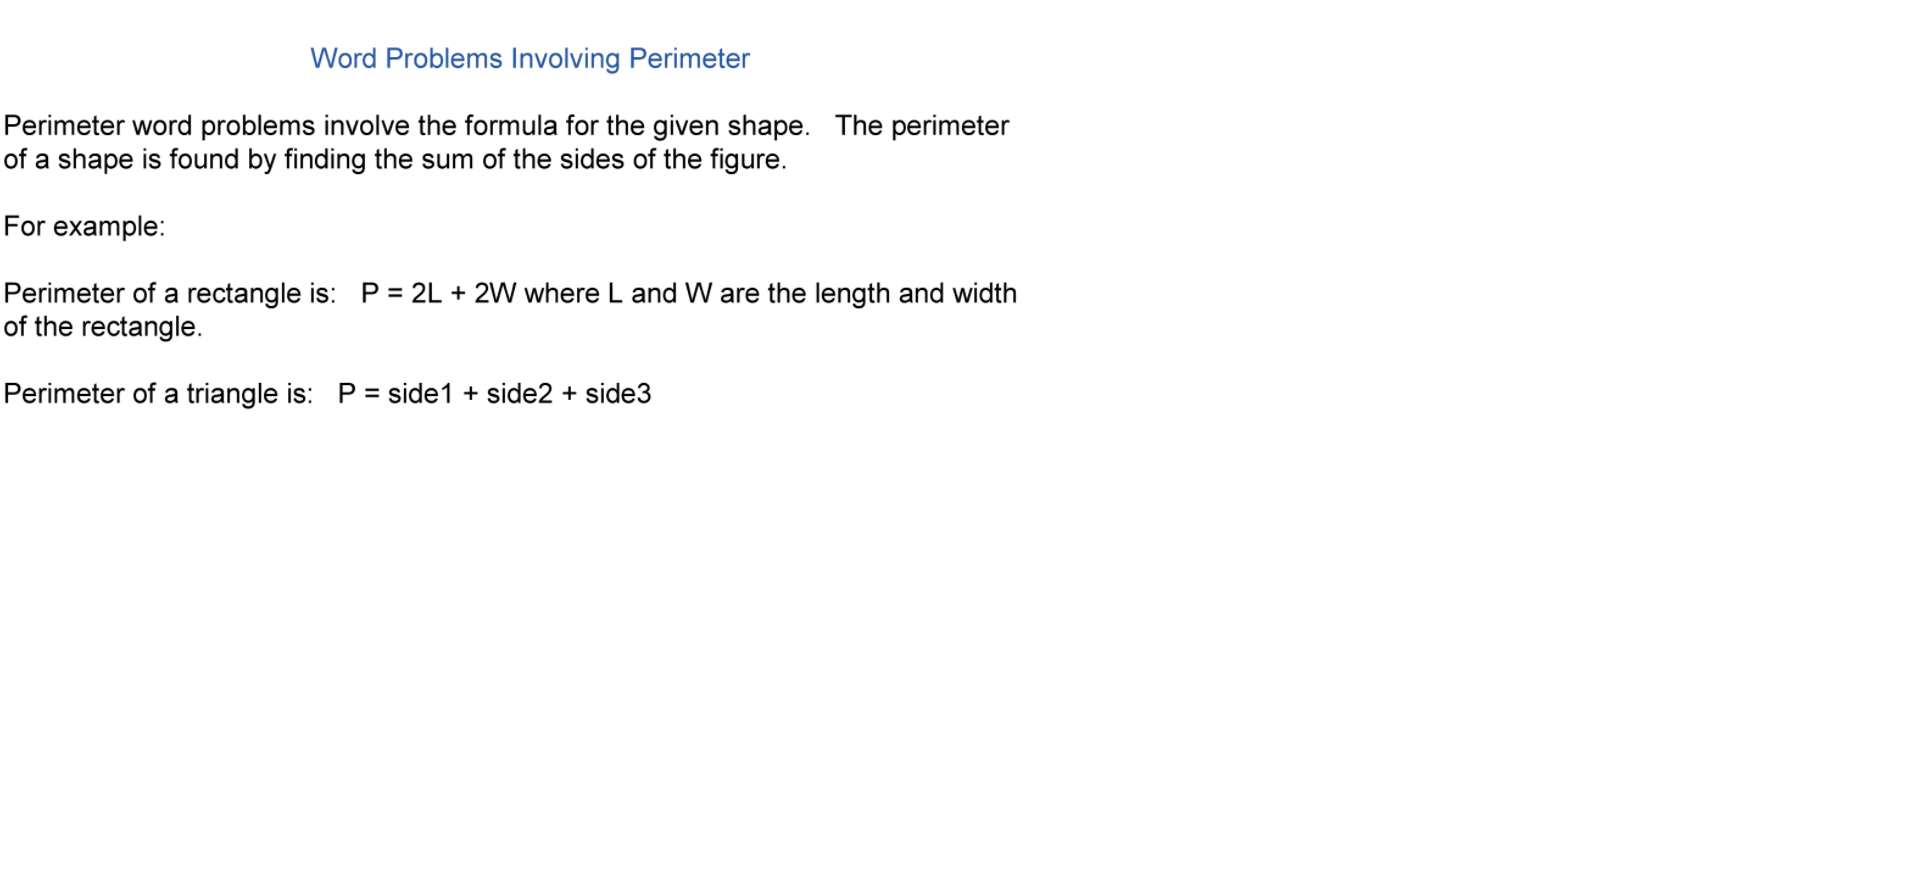 Word Problems Involving Perimeter
Perimeter word problems involve the formula for the given shape.   The perimeter
of a shape is found by finding the sum of the sides of the figure.
For example:
Perimeter of a rectangle is:   P = 2L + 2W where L and W are the length and width
of the rectangle.
Perimeter of a triangle is:   P = side1 + side2 + side3